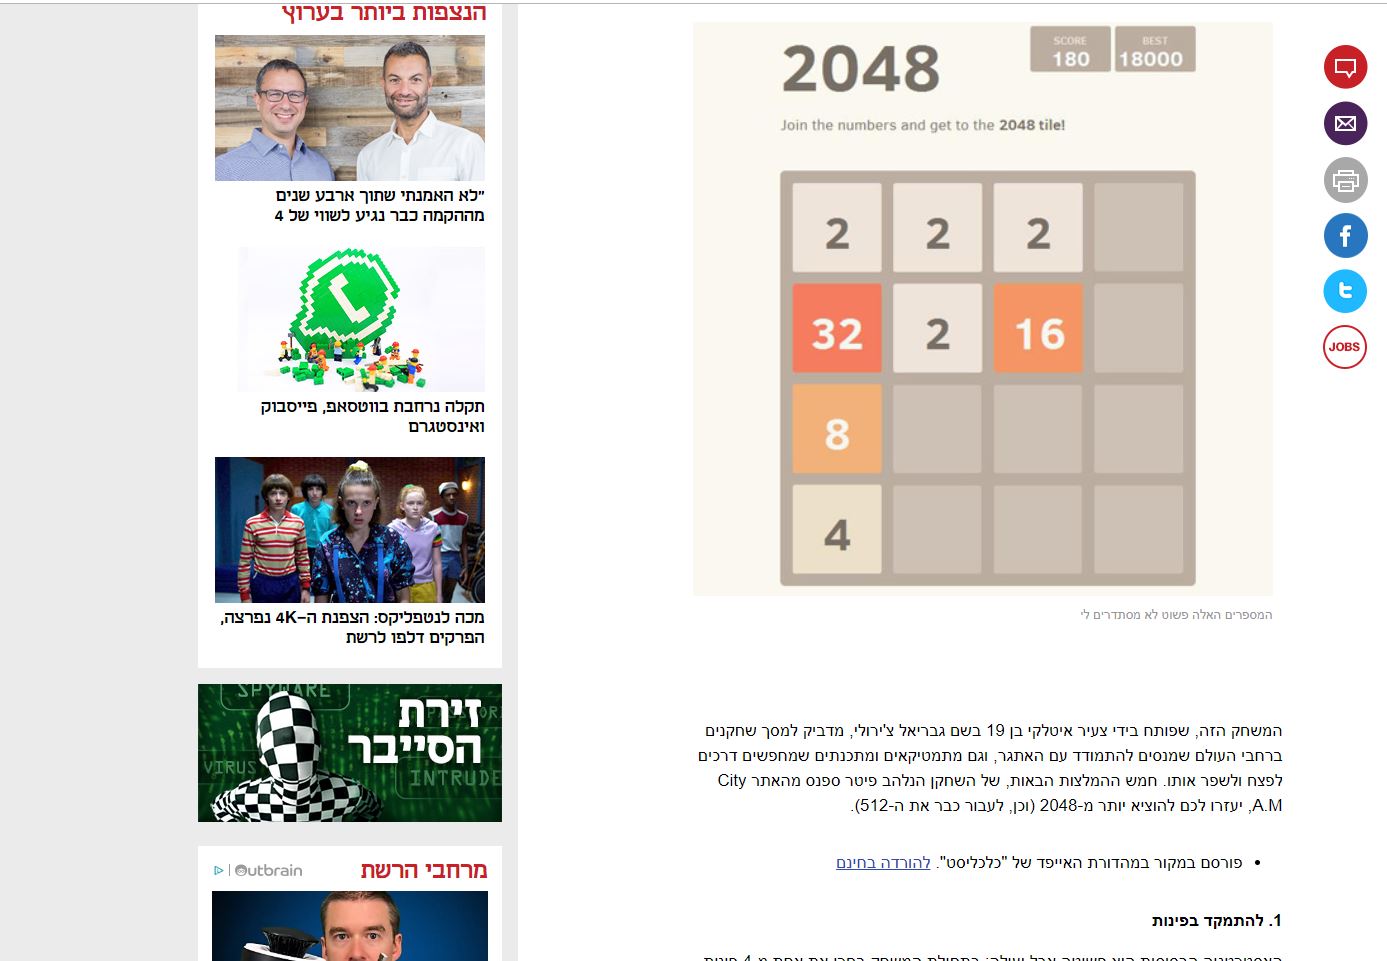 הנצפות ביותר בערוץ
"לא האמנתי שתוך ארבע שנים
מההקמה כבר נגיע לשווי של 4
תקלה נרחבת בווטסאפ, פייסבוק
ואינסטגרם
מכה לנטפליקס: הצפנת ה-4K נפרצה,
הפרקים דלפו לרשת
SPYWARE
VIRUS
INTRUDE
זירת
הסייבר
מרחבי הרשת
Outbrain
2048
SCORE
180
BEST
18000
Join the numbers and get to the 2048 tile!
2 2 2
32 2 16
8
4
המספרים האלה פשוט לא מסתדרים לי
המשחק הזה, שפותח בידי צעיר איטלקי בן 19 בשם גבריאל צ'ירולי, מדביק למסך שחקנים
ברחבי העולם שמנסים להתמודד עם האתגר, וגם מתמטיקאים ומתכנתים שמחפשים דרכים
לפצח ולשפר אותו. חמש ההמלצות הבאות, של השחקן הנלהב פיטר ספנס מהאתר City
A.M, יעזרו לכם להוציא יותר מ-2048 (וכן, לעבור כבר את ה-512).
• פורסם במקור במהדורת האייפד של "כלכליסט". להורדה בחינם
1. להתמקד בפינות
JOBS